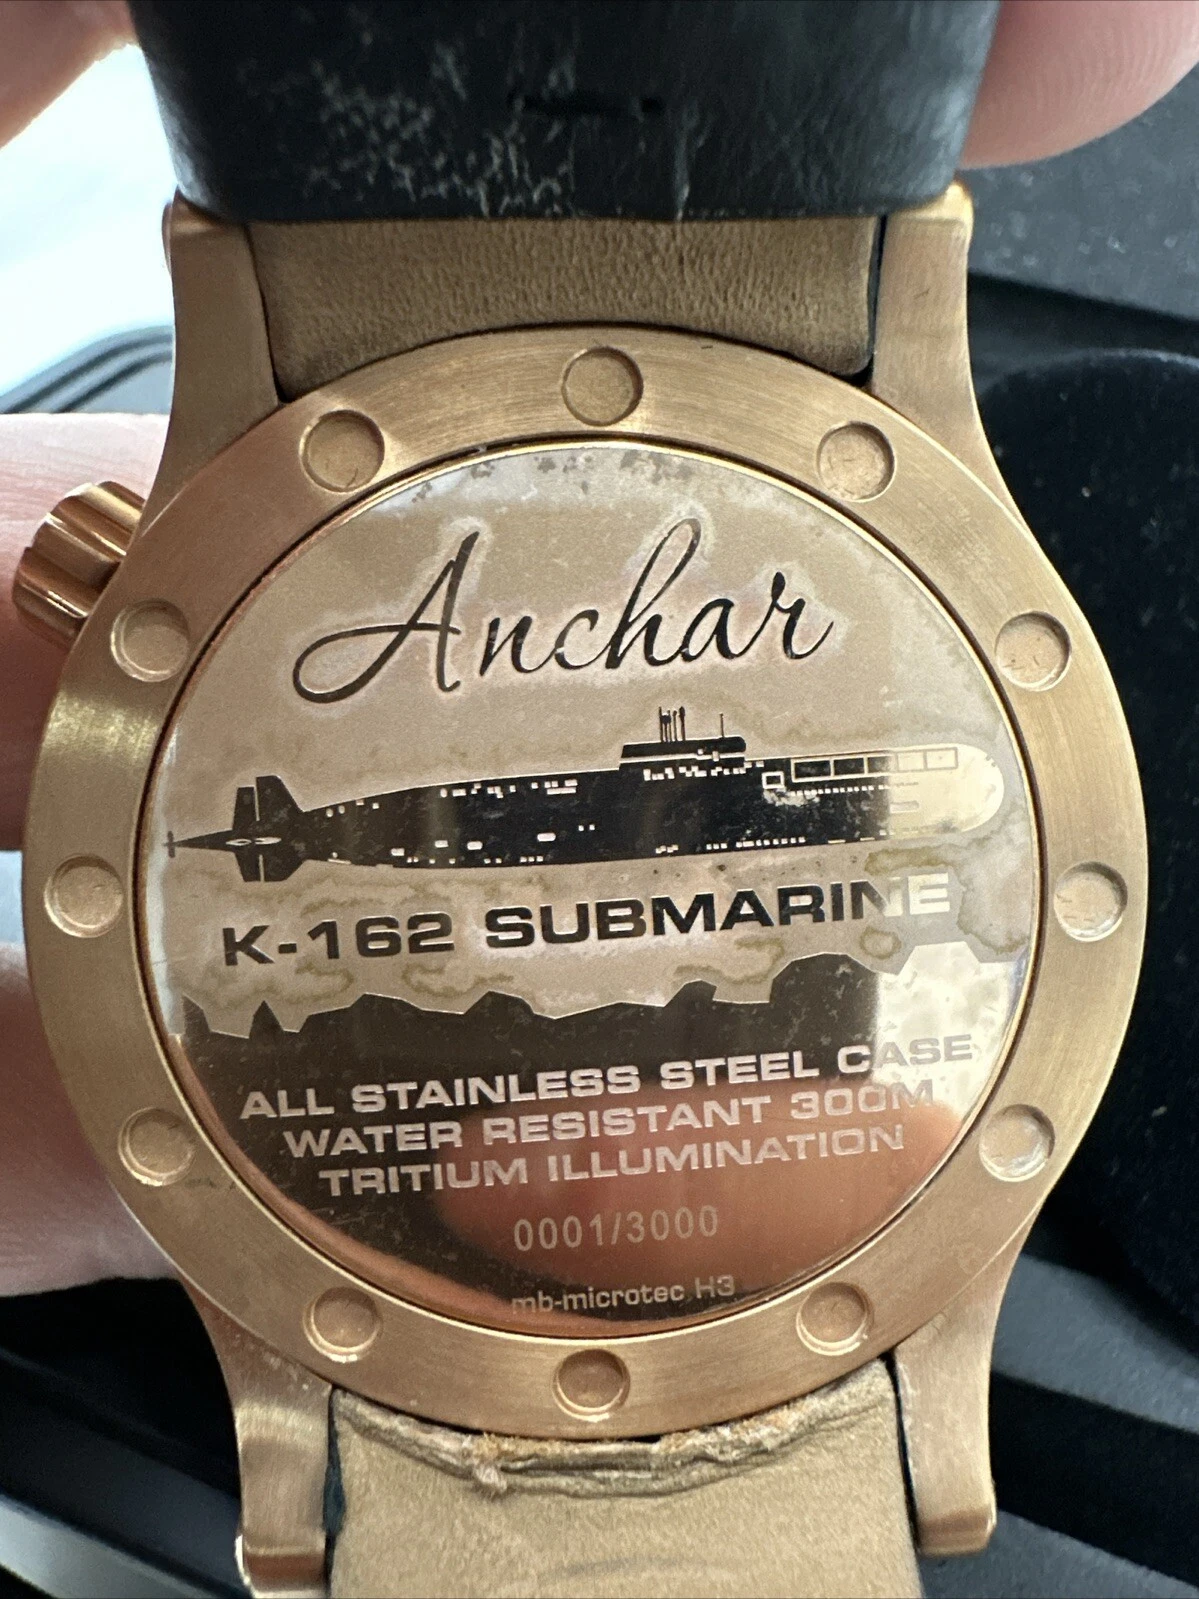 Anchar
K-162 SUBMARINE
ALL STAINLESS STEEL CASE
WATER RESISTANT 300M
TRITIUM ILLUMINATION
0001/3000
mb-microtec H3